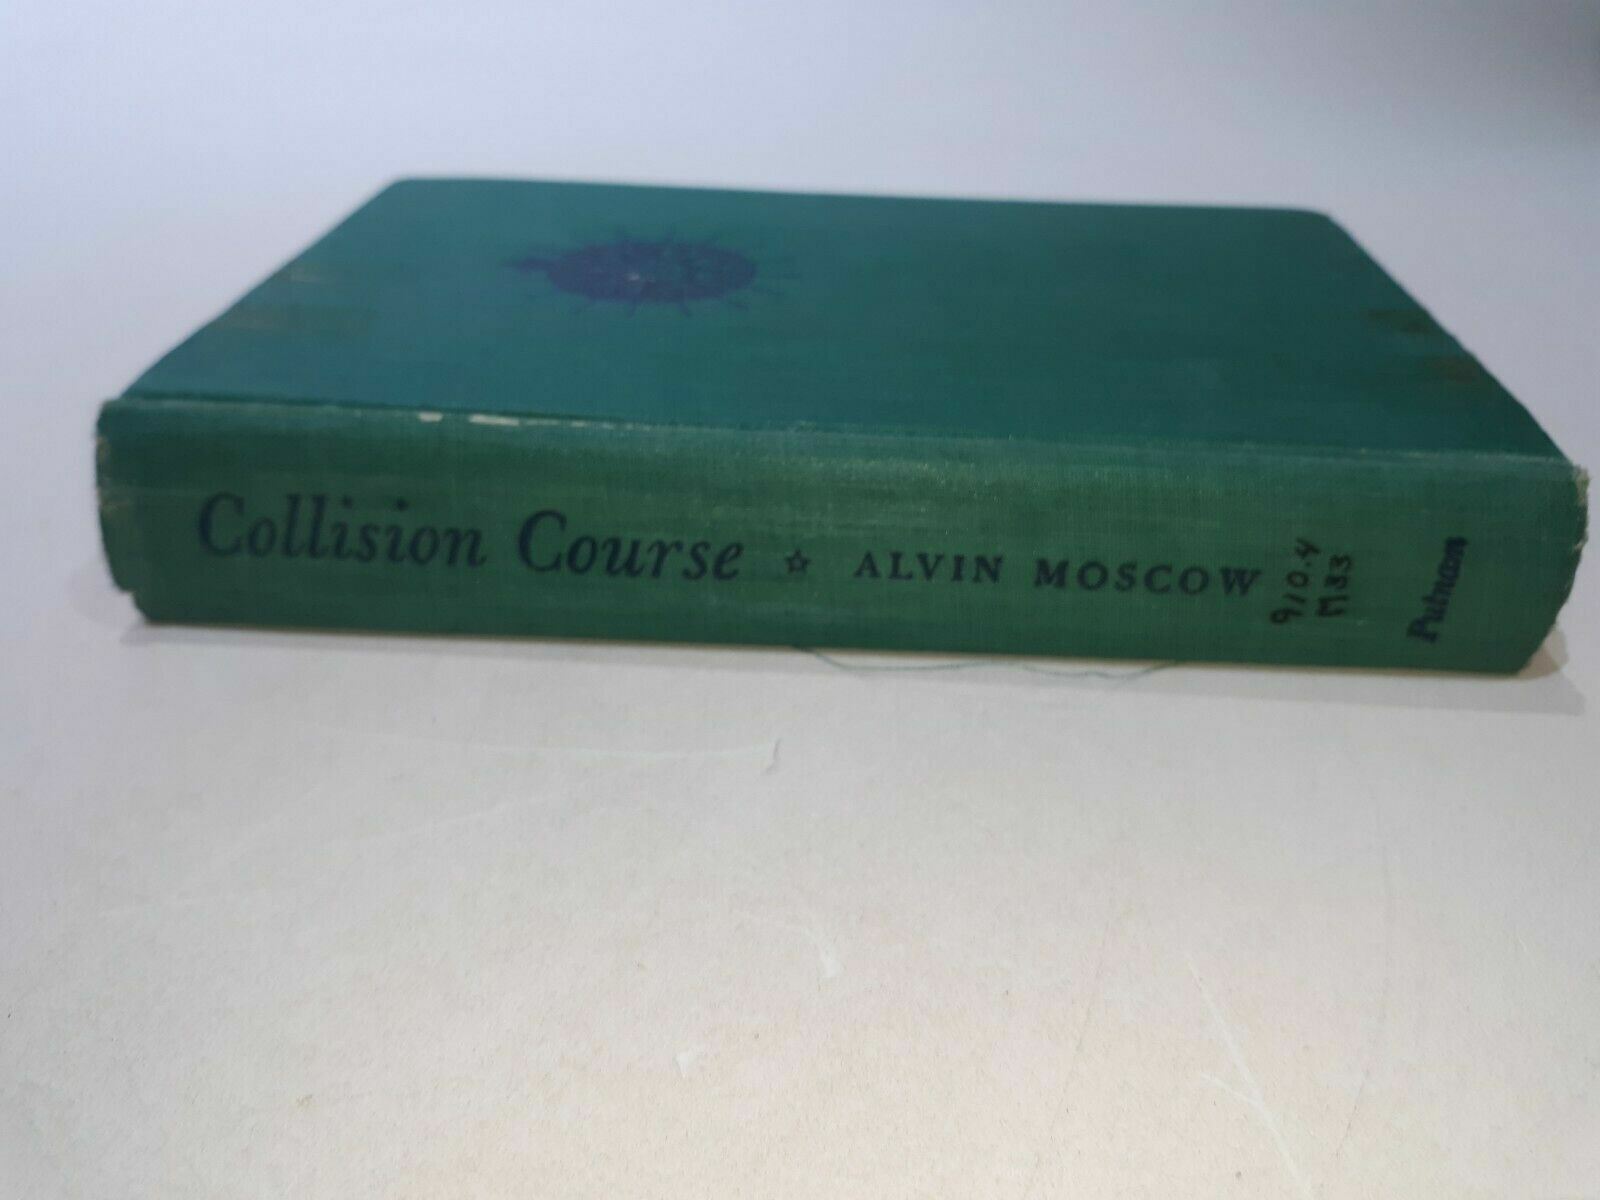 Collision Course ☆ ALVIN MOSCOW
910.4
M33
Putnam